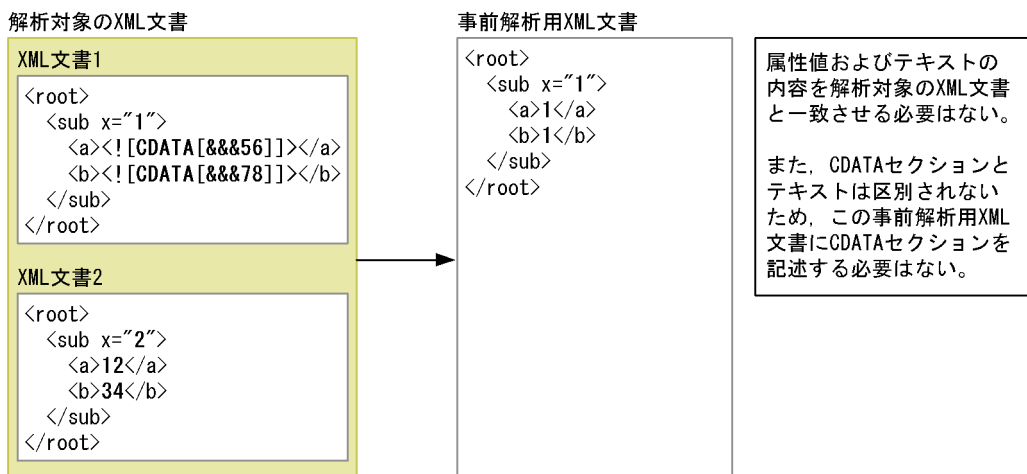 解析対象のXML文書
XML文書1
<root>
<sub x="1">
<a><![CDATA[&&&56]]></a>
<b><![CDATA[&&&78]]></b>
</sub>
</root>
XML文書2
<root>
<sub x="2">
<a>12</a>
<b>34</b>
</sub>
</root>
事前解析用XML文書
<root>
<sub x="1">
<a>1</a>
<b>1</b>
</sub>
</root>
属性値およびテキストの
内容を解析対象のXML文書
と一致させる必要はない。
また，CDATAセクションと
テキストは区別されない
ため，この事前解析用XML
文書にCDATAセクションを
記述する必要はない。